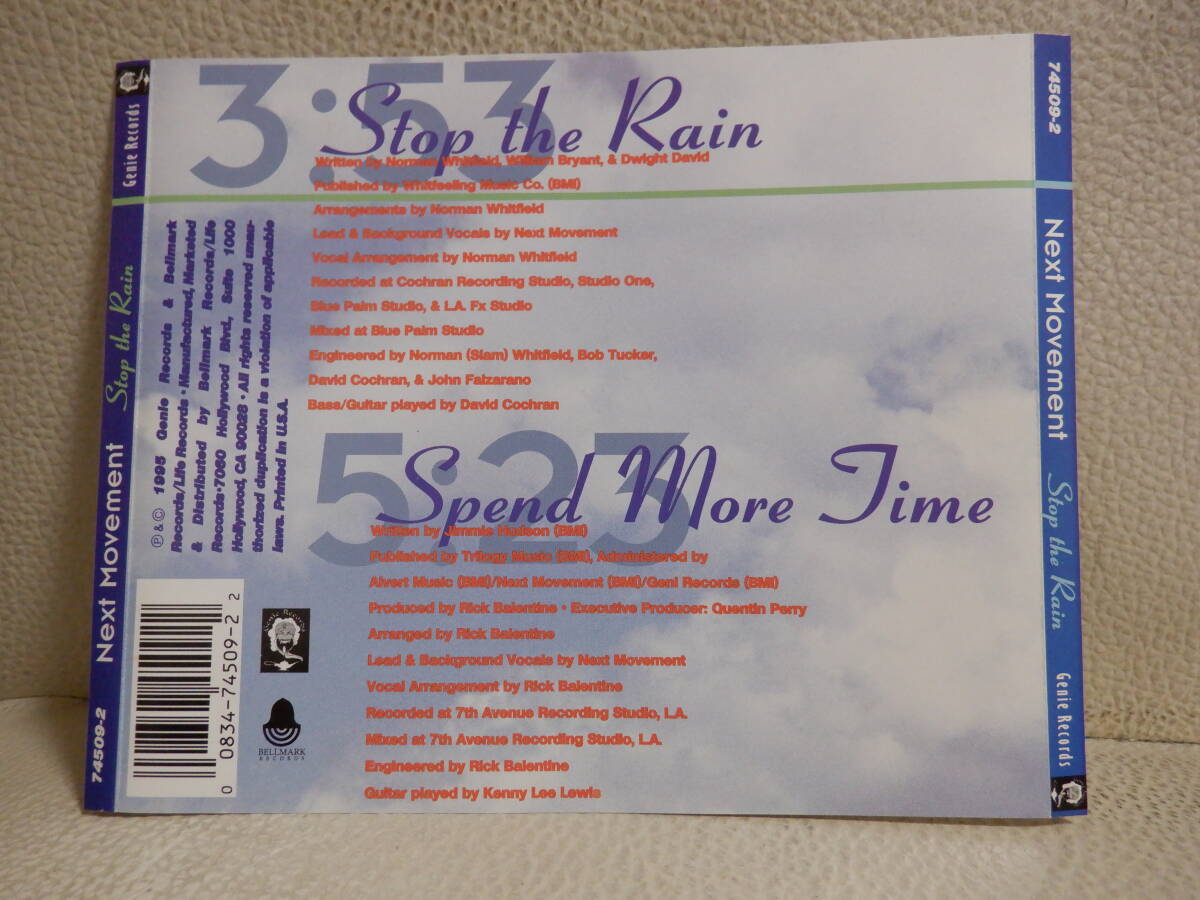 3:53
Stop the Rain
Written by Norman Whitfield, William Bryant, & Dwight David
Published by Whitfeeling Music Co. (BMI)
Arrangements by Norman Whitfield
Lead & Background Vocals by Next Movement
Vocal Arrangement by Norman Whitfield
Recorded at Cochran Recording Studio, Studio One,
Blue Palm Studio, & L.A. Fx Studio
Mixed at Blue Palm Studio
Engineered by Norman (Slam) Whitfield, Bob Tucker,
David Cochran, & John Falzarano
Bass/Guitar played by David Cochran
5:23
Spend More Time
Written by Jimmie Hudson (BMI)
Published by Trilogy Music (BMI), Administered by
Alvert Music (BMI)/Next Movement (BMI)/Geni Records (BMI)
Produced by Rick Balentine • Executive Producer: Quentin Perry
Arranged by Rick Balentine
Lead & Background Vocals by Next Movement
Vocal Arrangement by Rick Balentine
Recorded at 7th Avenue Recording Studio, L.A.
Mixed at 7th Avenue Recording Studio, L.A.
Engineered by Rick Balentine
Guitar played by Kenny Lee Lewis
℗ & © 1995 Genie Records & Bellmark
Records/Life Records • Manufactured, Marketed
& Distributed by Bellmark Records/Life
Records • 7060 Hollywood Blvd., Suite 1000
Hollywood, CA 90028 • All rights reserved unau-
thorized duplication is a violation of applicable
laws. Printed in U.S.A.
0 0834-74509-2 2
Genie Records
BELLMARK
RECORDS
74509-2 Next Movement Stop the Rain Genie Records
74509-2 Next Movement Stop the Rain Genie Records